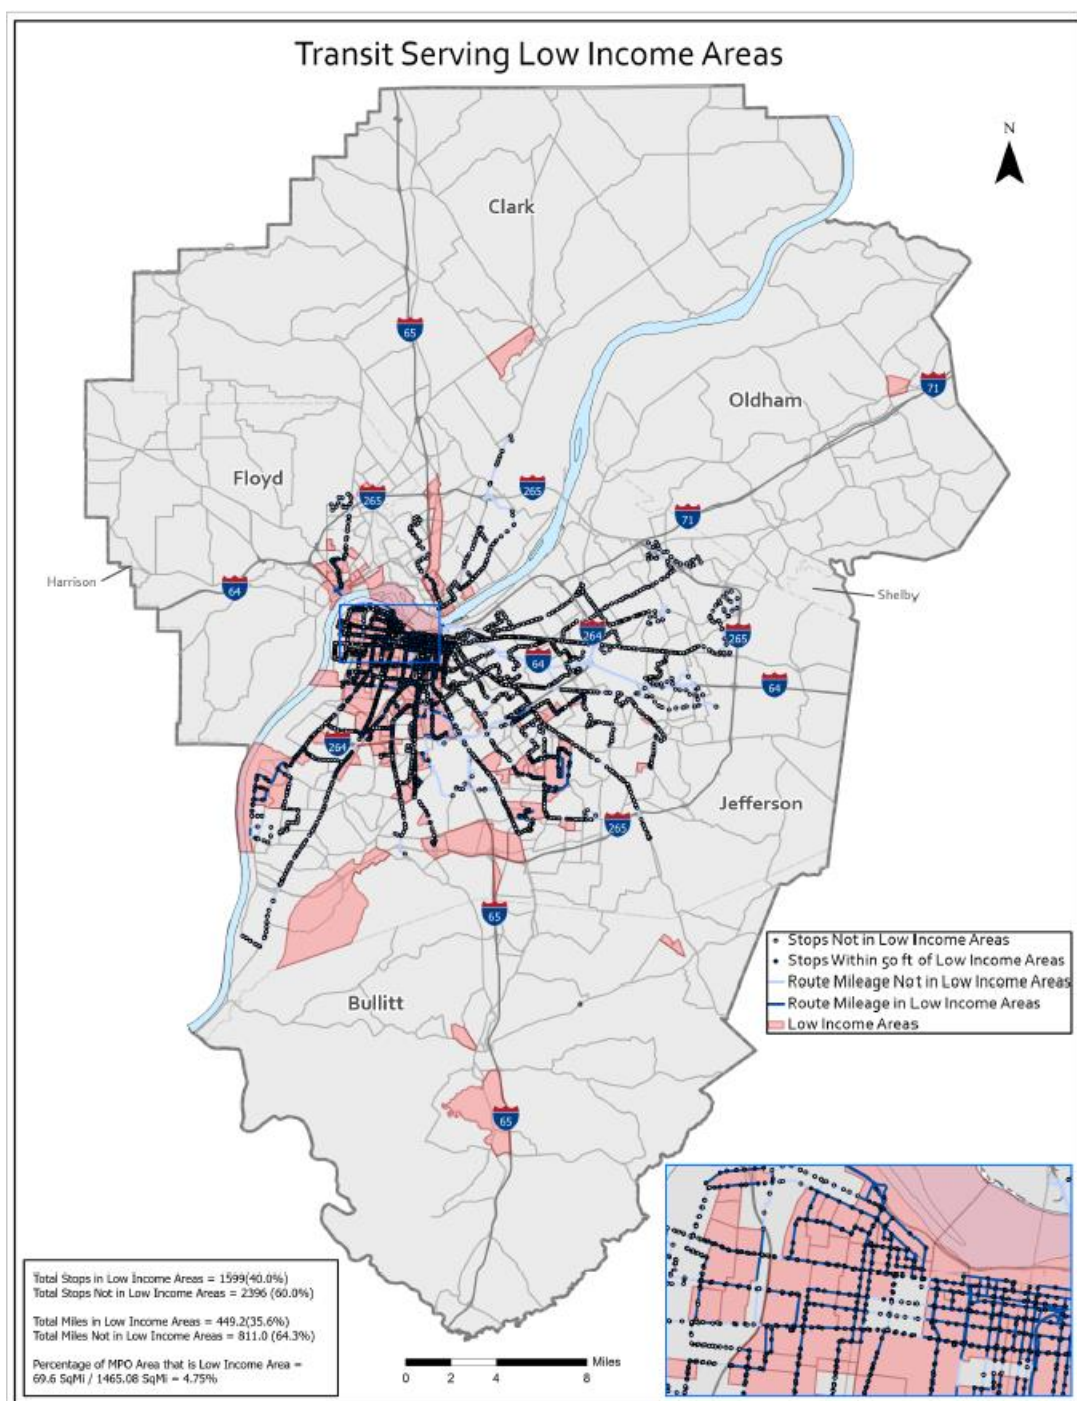 Transit Serving Low Income Areas
N
Clark
65
Oldham
71
Floyd
265
265
71
Harrison
64
Shelby
264
265
64
64
264
Jefferson
265
65
Stops Not in Low Income Areas
Stops Within 50 ft of Low Income Areas
Route Mileage Not in Low Income Areas
Route Mileage in Low Income Areas
Low Income Areas
Bullitt
65
Total Stops in Low Income Areas = 1599(40.0%)
Total Stops Not in Low Income Areas = 2396 (60.0%)
Total Miles in Low Income Areas = 449.2(35.6%)
Total Miles Not in Low Income Areas = 811.0 (64.3%)
Percentage of MPO Area that is Low Income Area =
69.6 SqMi / 1465.08 SqMi = 4.75%
Miles
0 2 4 8